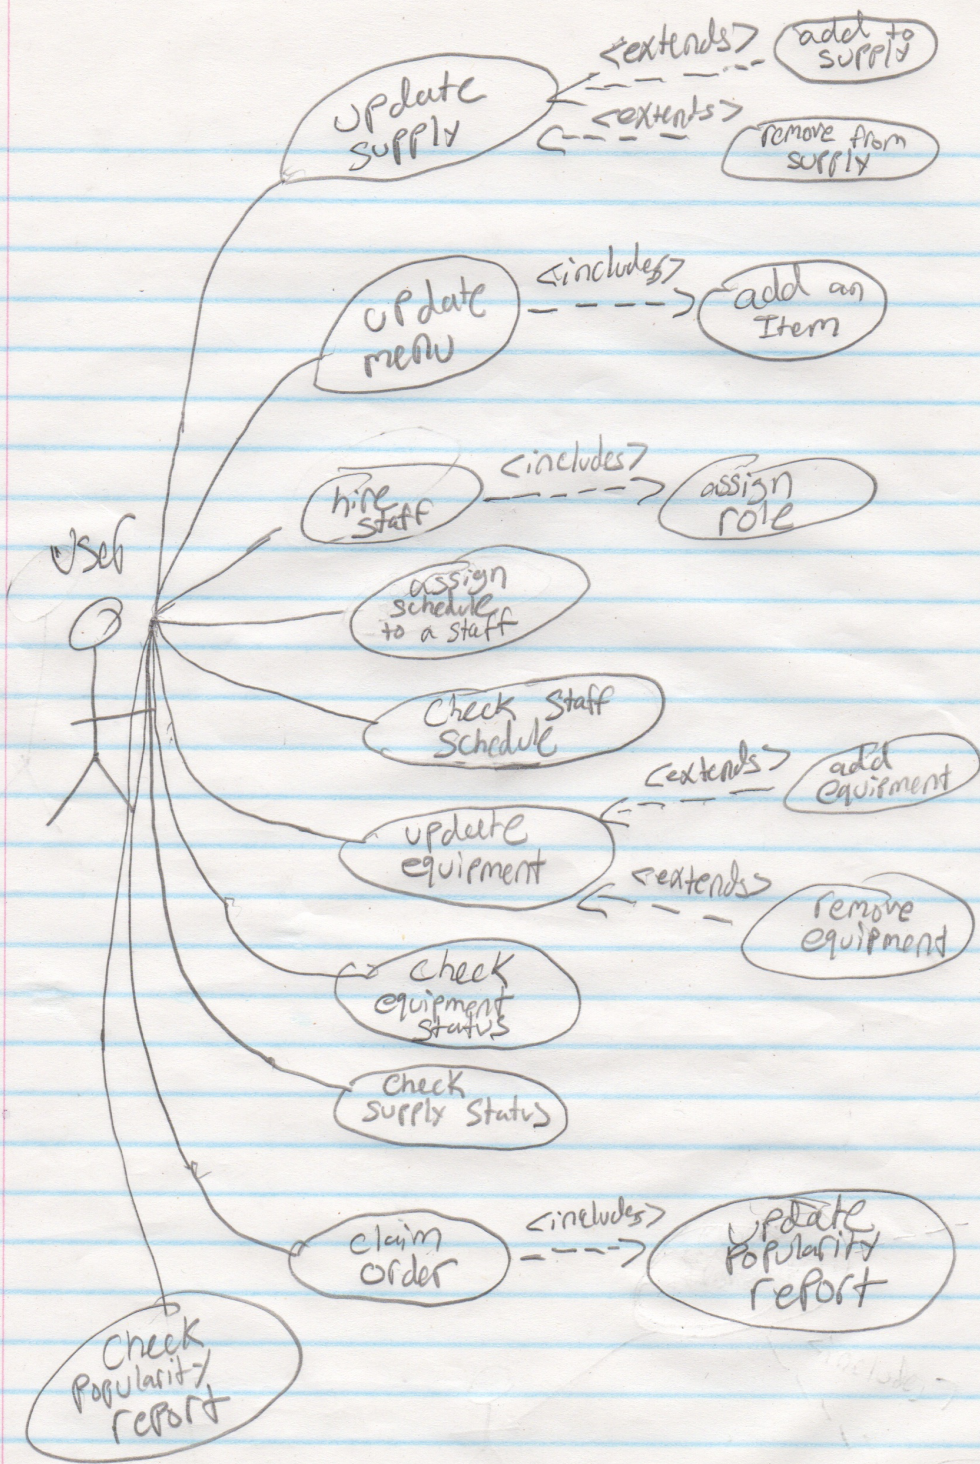 <extends>
add to
supply
update
supply
<extends>
remove from
supply
<includes>
update
menu
add an
Item
<includes>
hire
staff
assign
role
User
assign
schedule
to a staff
Check Staff
Schedule
<extends>
add
equipment
update
equipment
<extends>
remove
equipment
check
equipment
status
check
supply status
<includes>
claim
order
update
popularity
report
check
popularity
report